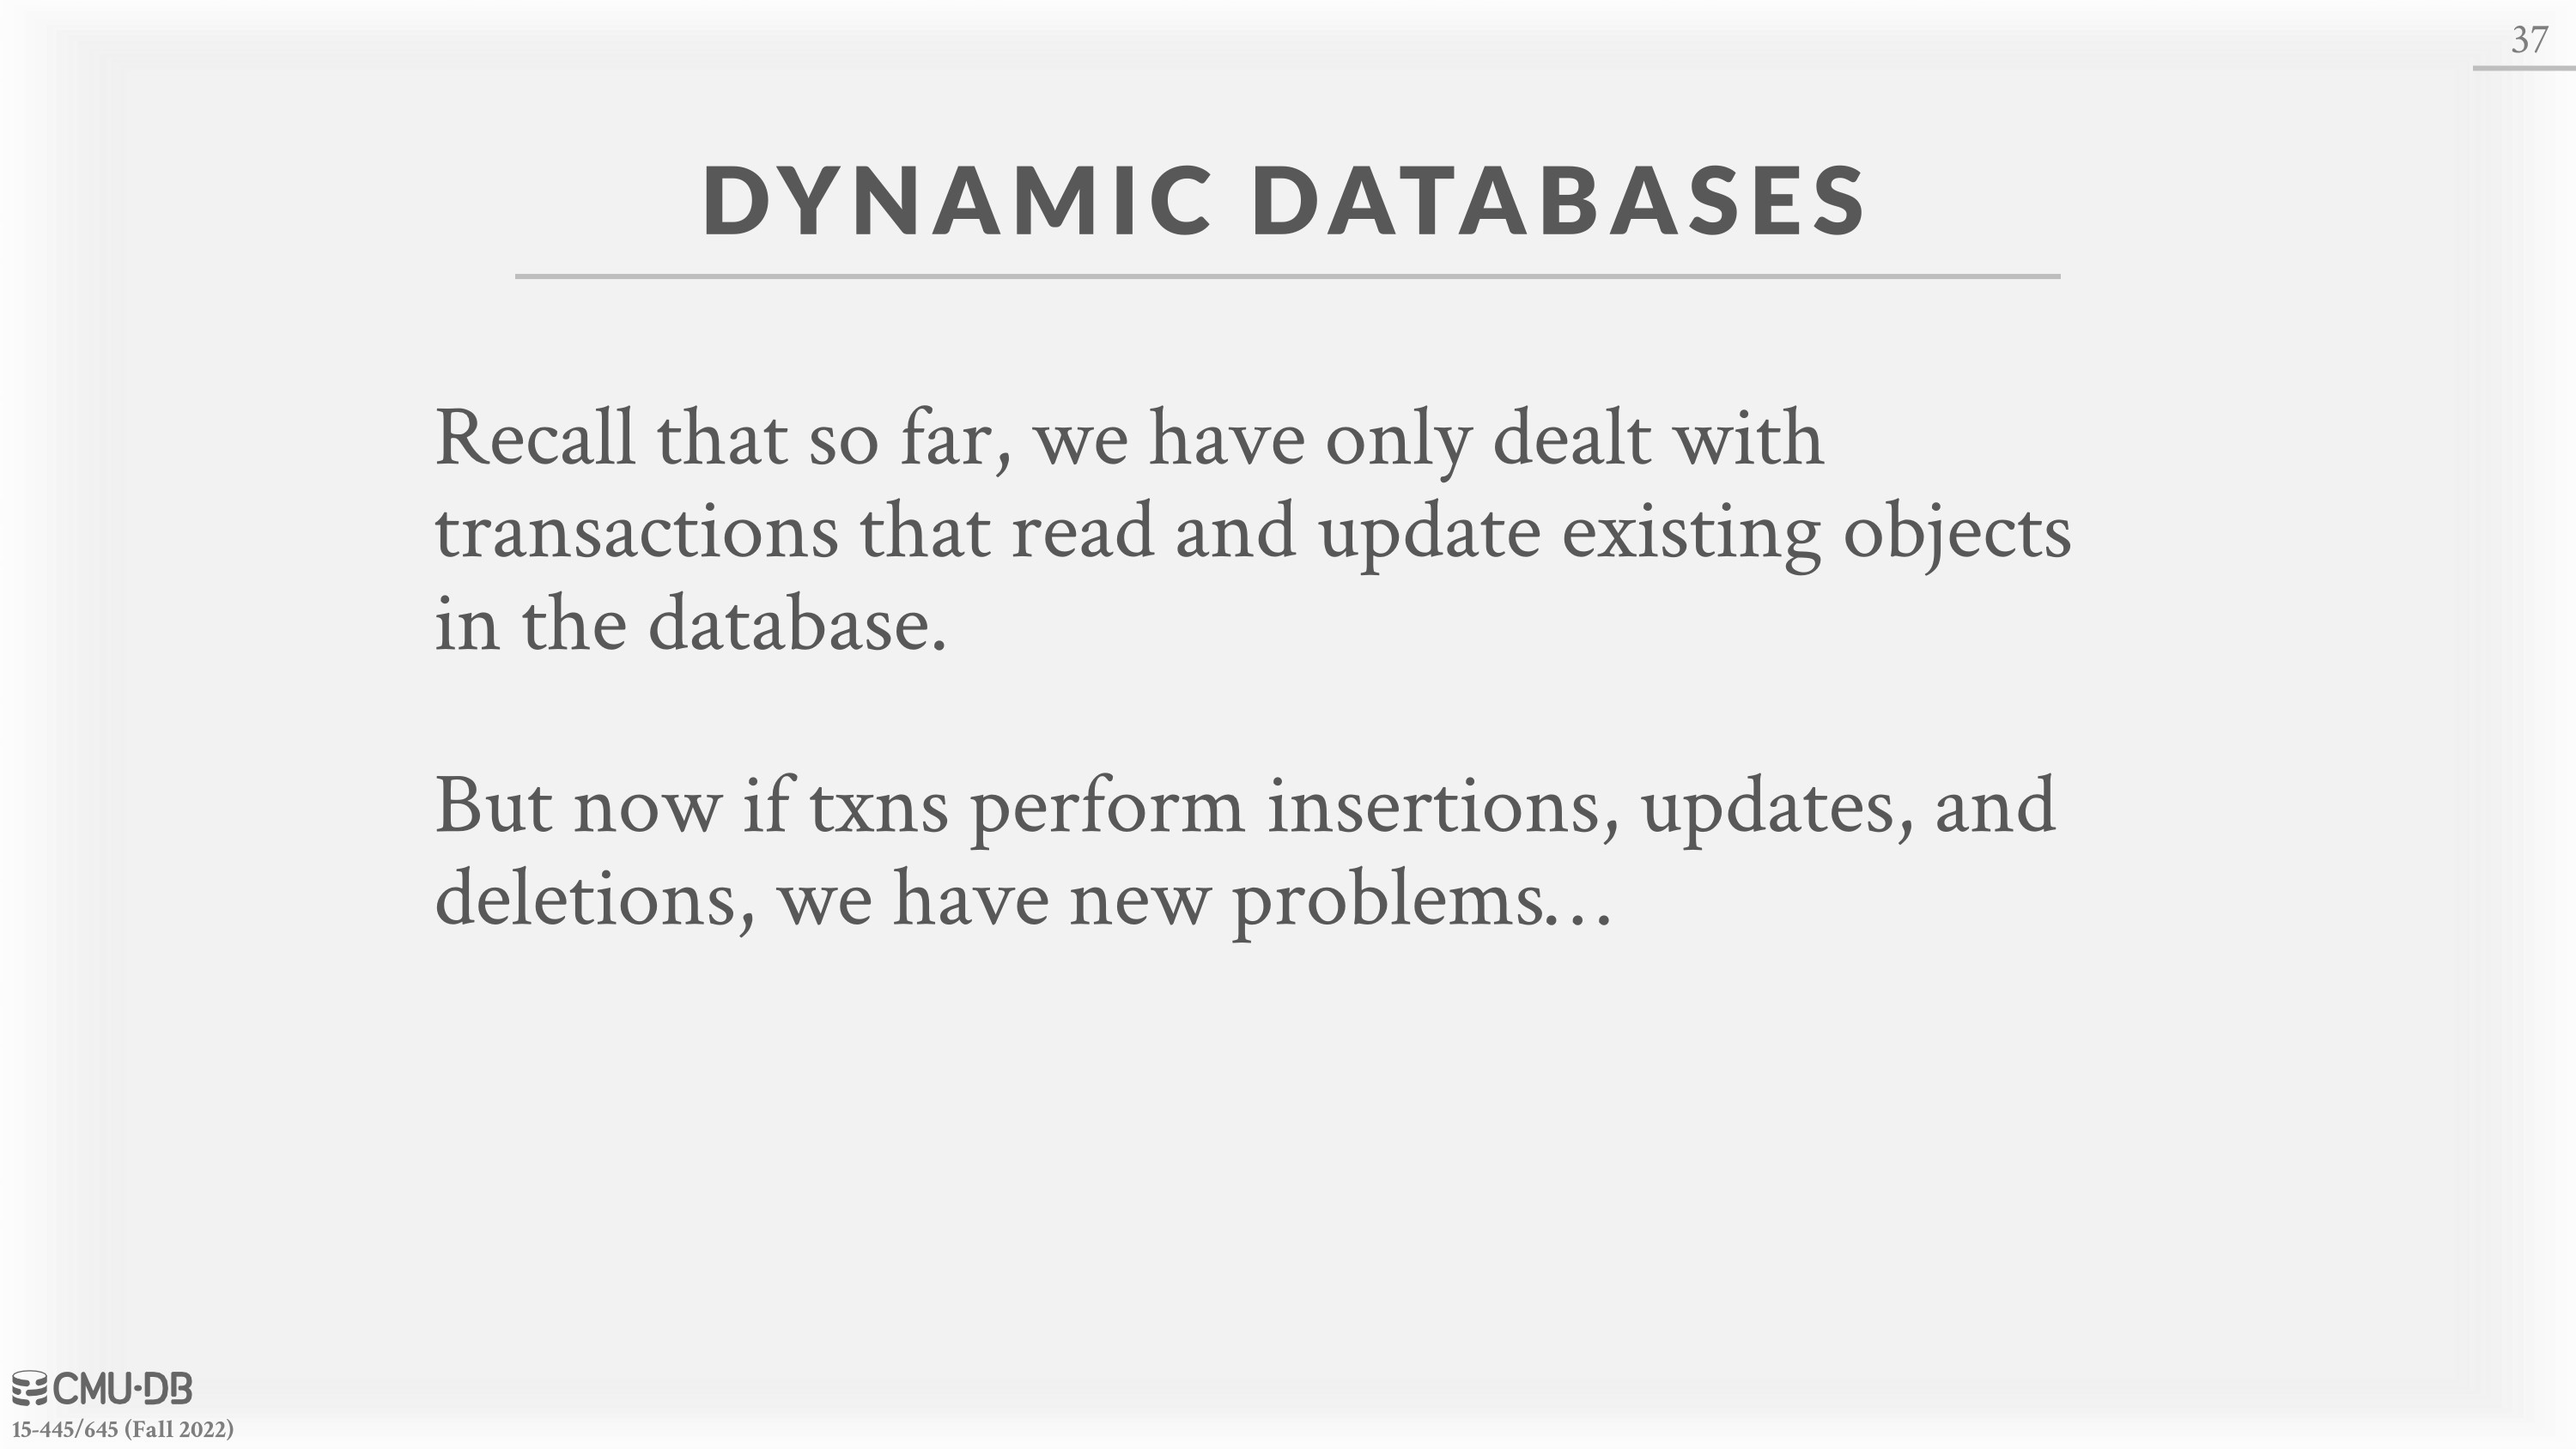 37
DYNAMIC DATABASES
Recall that so far, we have only dealt with
transactions that read and update existing objects
in the database.
But now if txns perform insertions, updates, and
deletions, we have new problems…
CMU·DB
15-445/645 (Fall 2022)